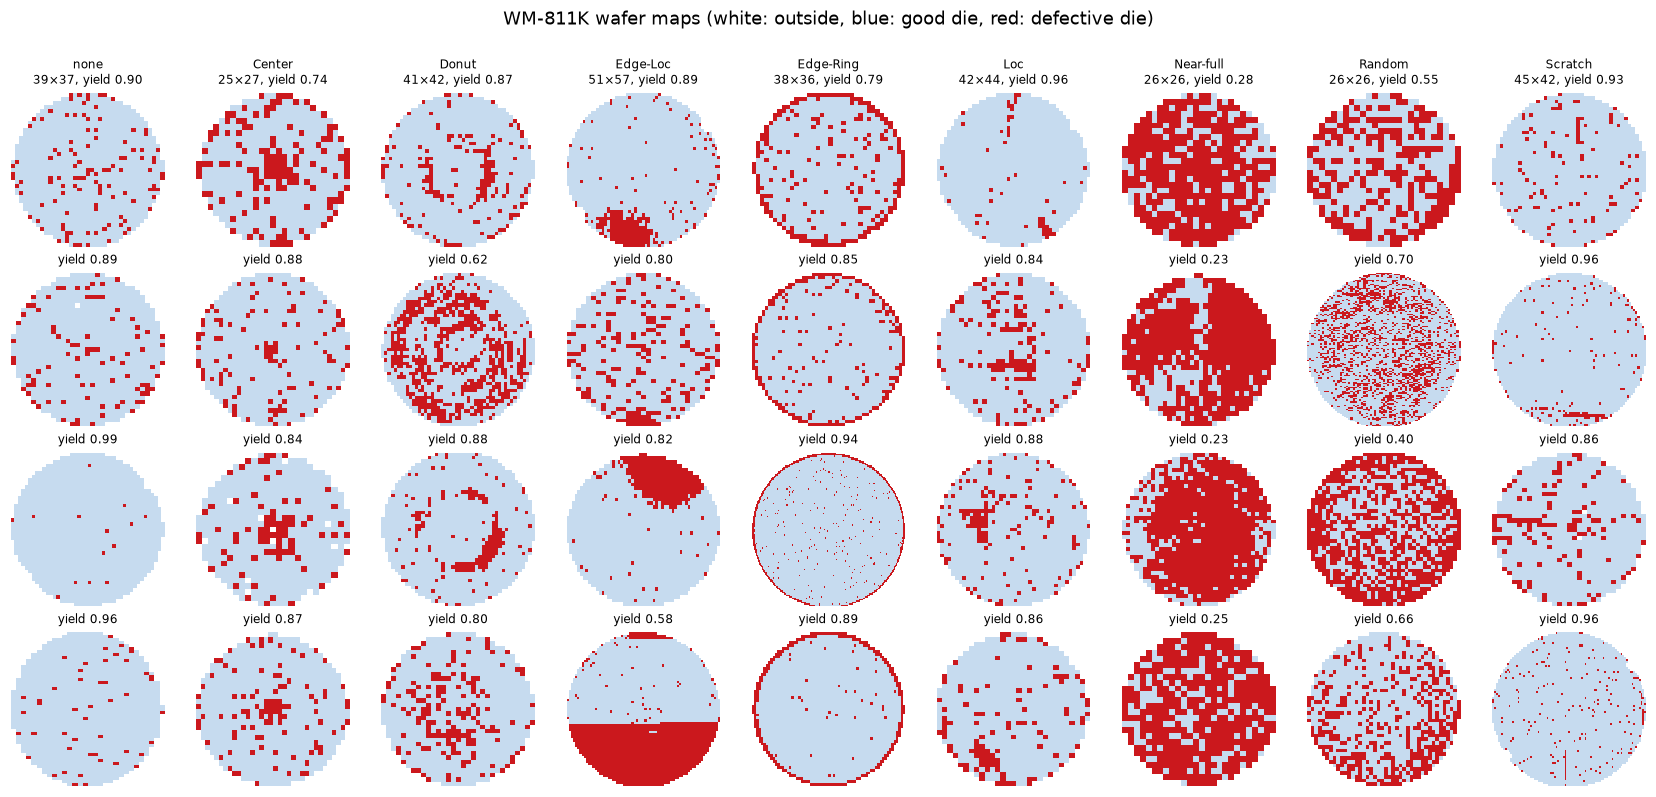 WM-811K wafer maps (white: outside, blue: good die, red: defective die)
none Center Donut Edge-Loc Edge-Ring Loc Near-full Random Scratch
39×37, yield 0.90 25×27, yield 0.74 41×42, yield 0.87 51×57, yield 0.89 38×36, yield 0.79 42×44, yield 0.96 26×26, yield 0.28 26×26, yield 0.55 45×42, yield 0.93
yield 0.89 yield 0.88 yield 0.62 yield 0.80 yield 0.85 yield 0.84 yield 0.23 yield 0.70 yield 0.96
yield 0.99 yield 0.84 yield 0.88 yield 0.82 yield 0.94 yield 0.88 yield 0.23 yield 0.40 yield 0.86
yield 0.96 yield 0.87 yield 0.80 yield 0.58 yield 0.89 yield 0.86 yield 0.25 yield 0.66 yield 0.96